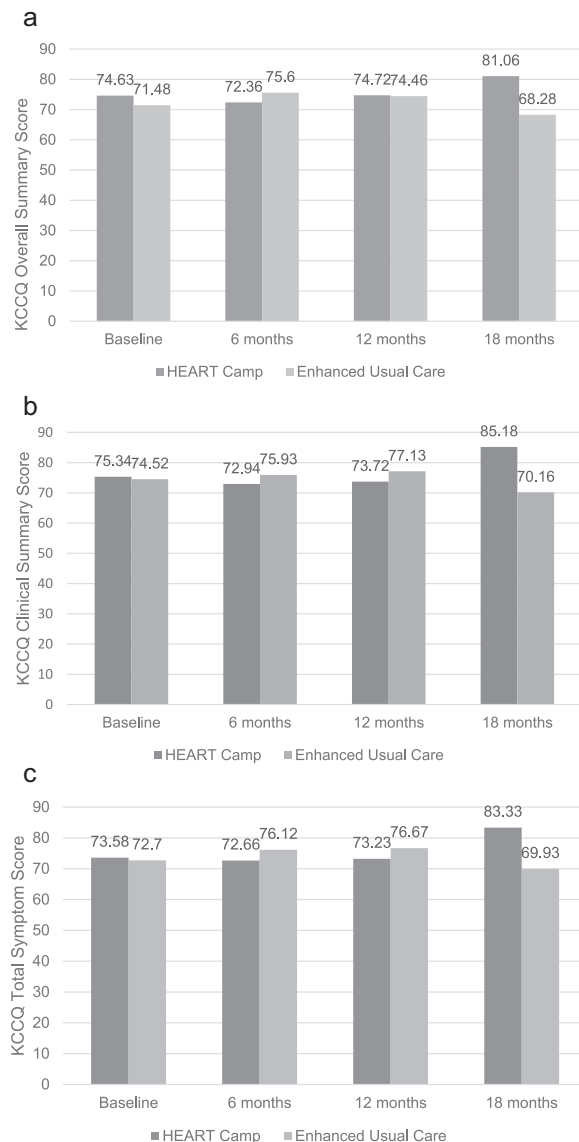 a
KCCQ Overall Summary Score
90
80
70
60
50
40
30
20
10
0
74.63
71.48
72.36
75.6
74.72
74.46
81.06
68.28
Baseline
6 months
12 months
18 months
HEART Camp
Enhanced Usual Care
b
KCCQ Clinical Summary Score
90
80
70
60
50
40
30
20
10
0
75.34
74.52
72.94
75.93
73.72
77.13
85.18
70.16
Baseline
6 months
12 months
18 months
HEART Camp
Enhanced Usual Care
c
KCCQ Total Symptom Score
90
80
70
60
50
40
30
20
10
0
73.58
72.7
72.66
76.12
73.23
76.67
83.33
69.93
Baseline
6 months
12 months
18 months
HEART Camp
Enhanced Usual Care